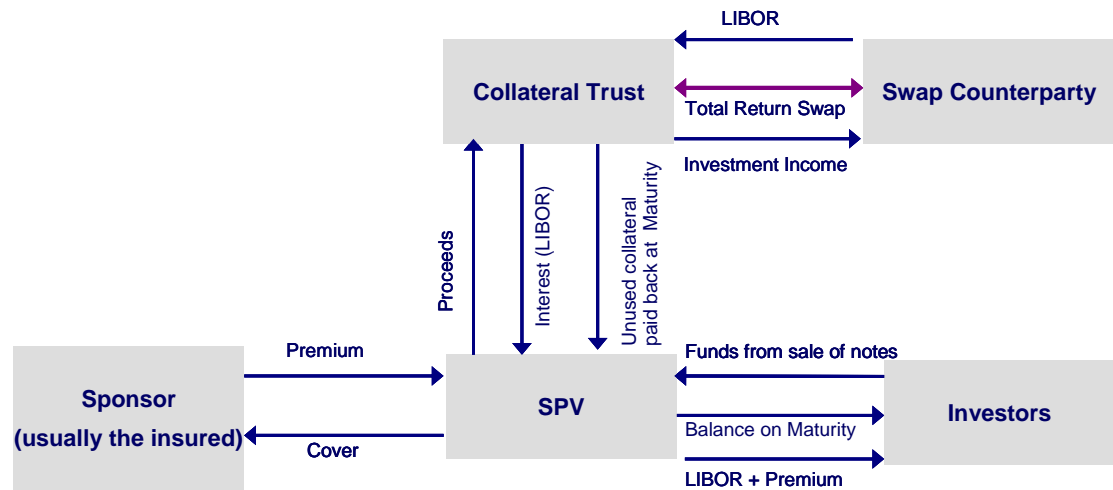 LIBOR
Collateral Trust
Swap Counterparty
Total Return Swap
Investment Income
Proceeds
Interest (LIBOR)
Unused collateral
paid back at Maturity
Premium
Funds from sale of notes
Sponsor
(usually the insured)
SPV
Investors
Cover
Balance on Maturity
LIBOR + Premium